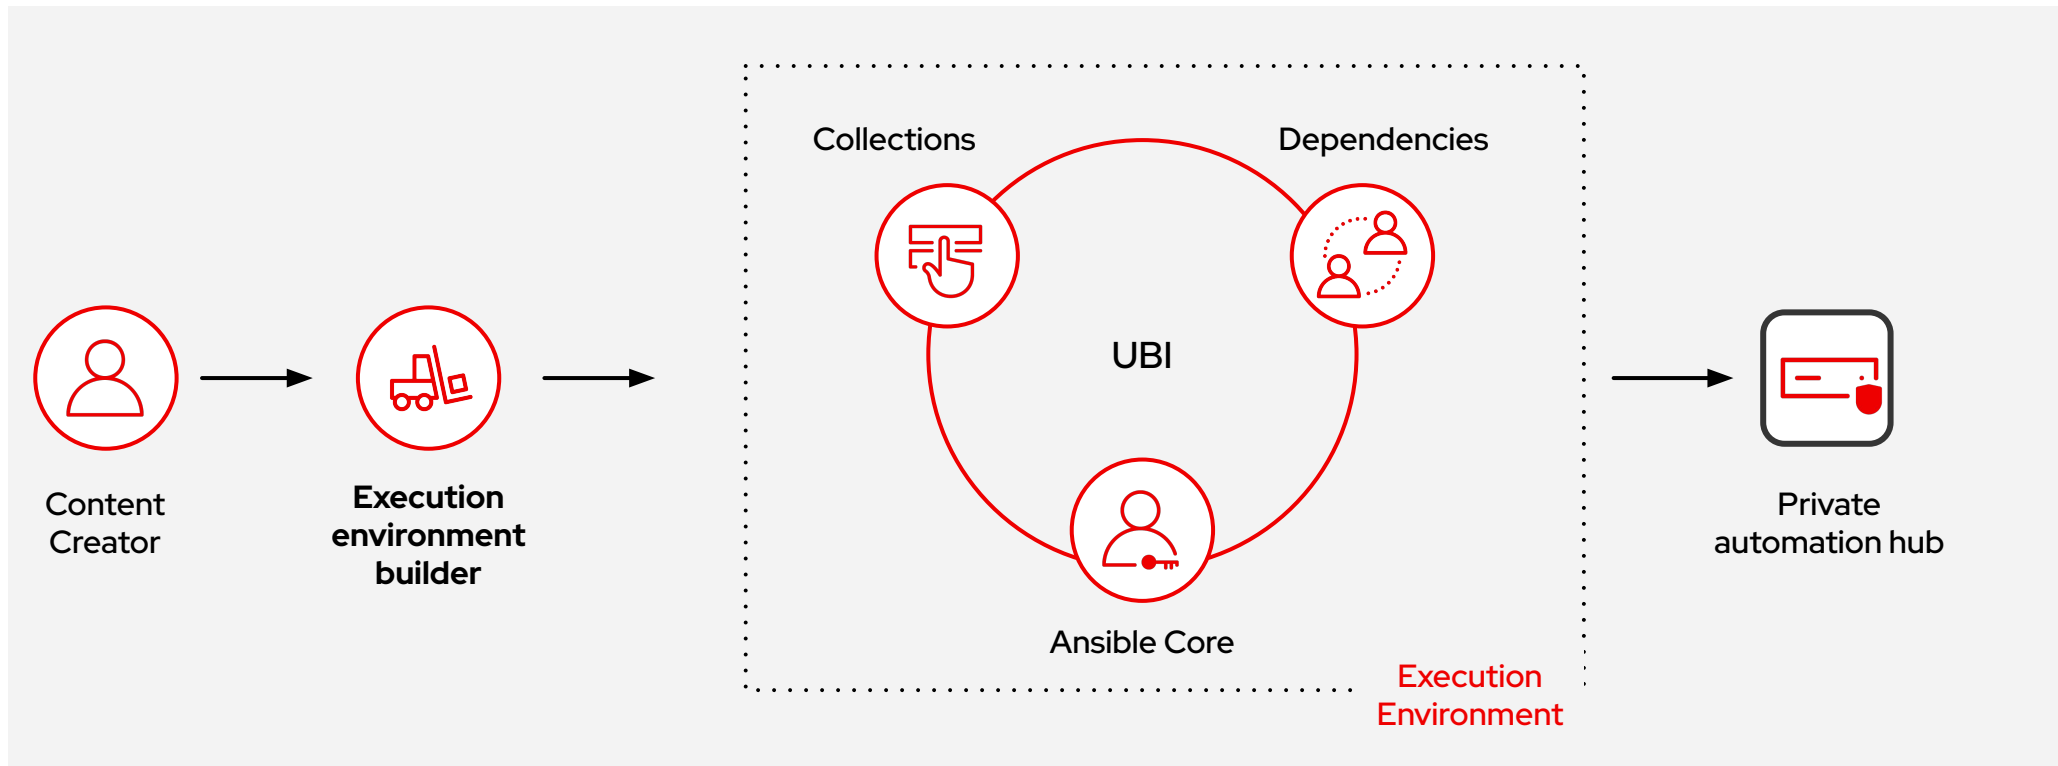 Content
Creator
Execution
environment
builder
Collections
Dependencies
UBI
Ansible Core
Execution
Environment
Private
automation hub